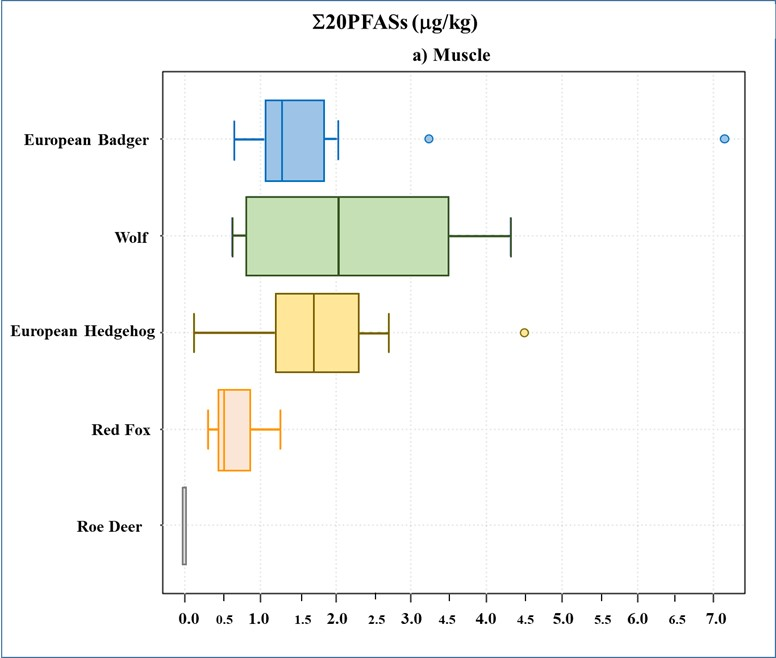 Σ20PFASs (µg/kg)
a) Muscle
European Badger
Wolf
European Hedgehog
Red Fox
Roe Deer
0.0 0.5 1.0 1.5 2.0 2.5 3.0 4.5 4.0 4.5 5.0 5.5 6.0 6.5 7.0